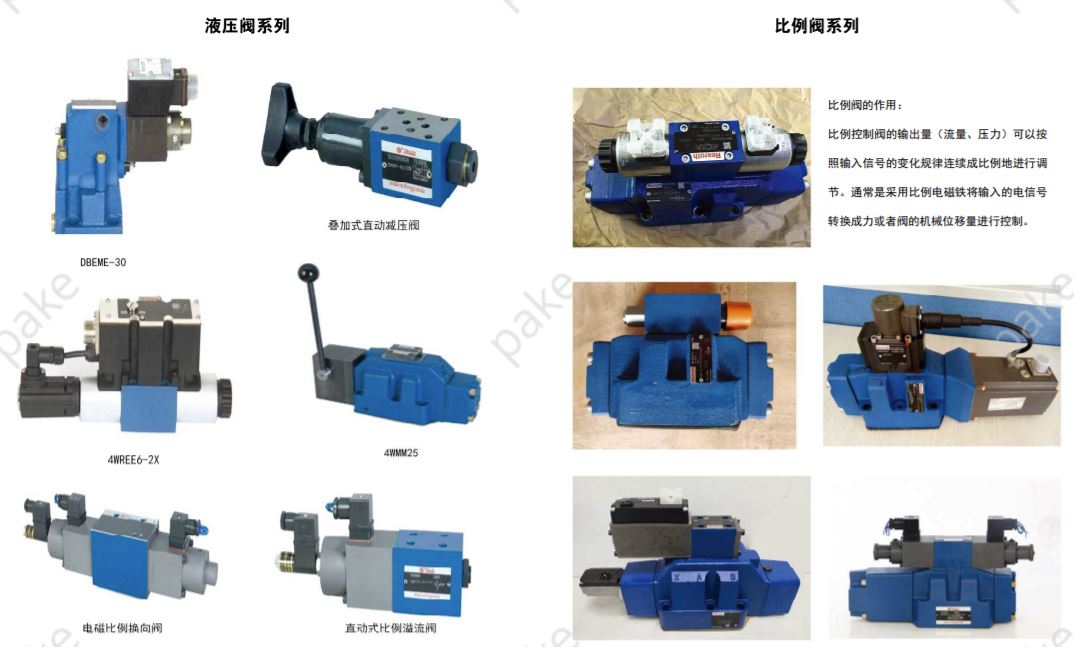 液压阀系列
DBEME-30
叠加式直动减压阀
4WREE6-2X
4WMM25
电磁比例换向阀
直动式比例溢流阀
比例阀系列
Rexroth
比例阀的作用：
比例控制阀的输出量（流量、压力）可以按
照输入信号的变化规律连续成比例地进行调
节。通常是采用比例电磁铁将输入的电信号
转换成力或者阀的机械位移量进行控制。
X A B
pake
pake
pake